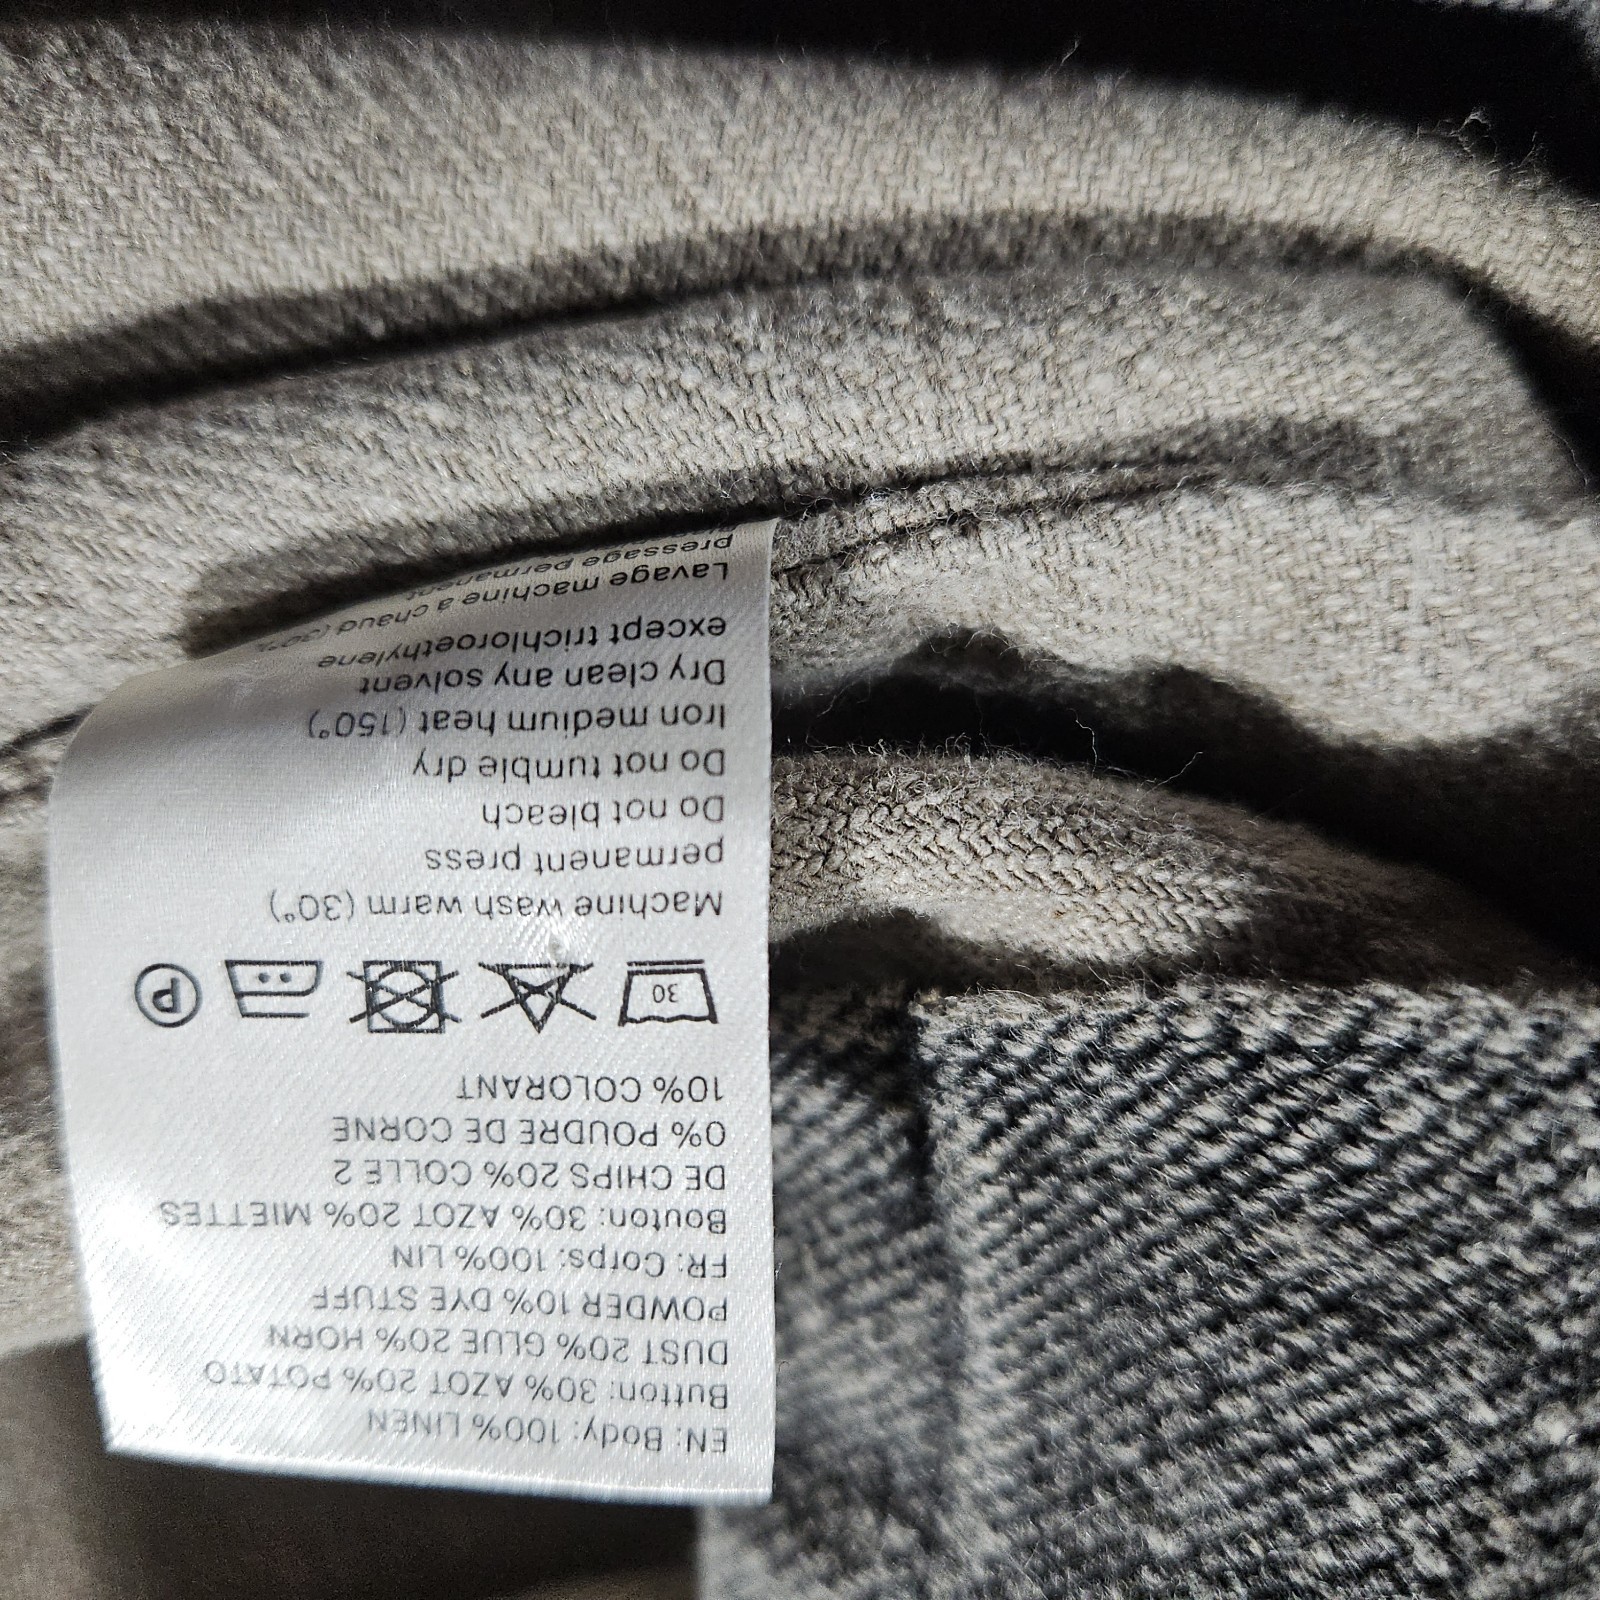 EN: Body: 100% LINEN
Button: 30% AZOT 20% POTATO
DUST 20% GLUE 20% HORN
POWDER 10% DYE STUFF
FR: Corps: 100% LIN
Bouton: 30% AZOT 20% MIETTES
DE CHIPS 20% COLLE 2
0% POUDRE DE CORNE
10% COLORANT
30 P
Machine wash warm (30°)
permanent press
Do not bleach
Do not tumble dry
Iron medium heat (150°)
Dry clean any solvent
except trichloroethylene
Lavage machine a chaud (30°),
pressage permanent